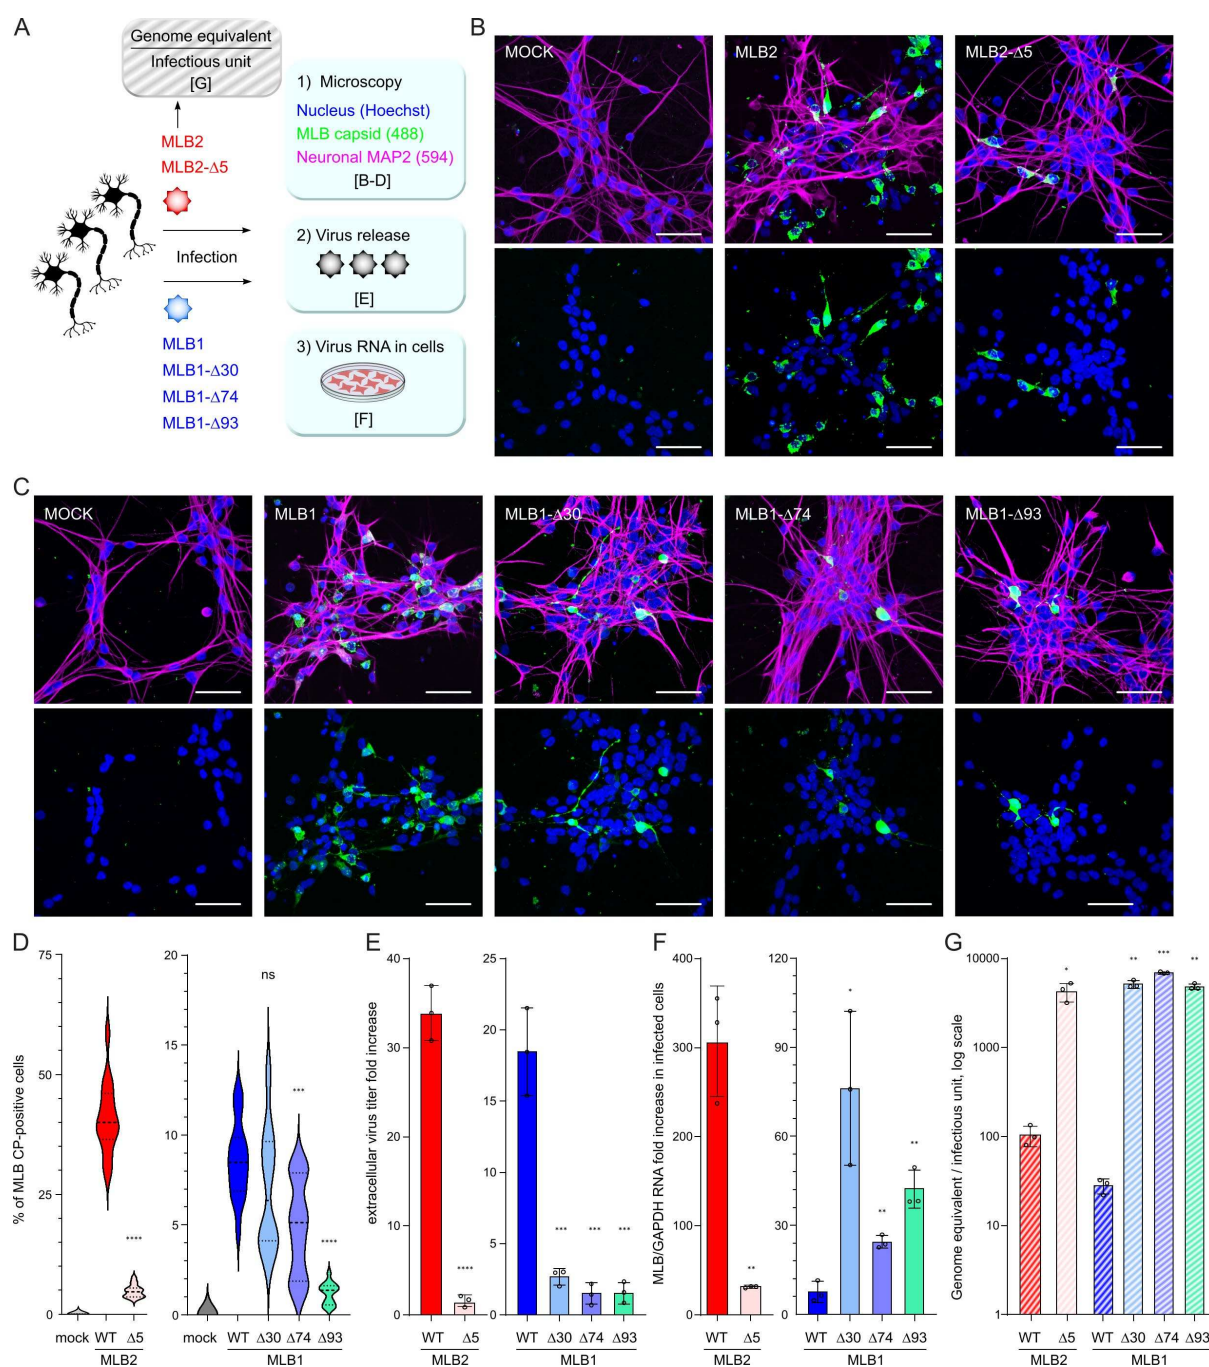 A
Genome equivalent
Infectious unit
[G]
MLB2
MLB2-Δ5
Infection
MLB1
MLB1-Δ30
MLB1-Δ74
MLB1-Δ93
1) Microscopy
Nucleus (Hoechst)
MLB capsid (488)
Neuronal MAP2 (594)
[B-D]
2) Virus release
[E]
3) Virus RNA in cells
[F]
B
MOCK
MLB2
MLB2-Δ5
C
MOCK
MLB1
MLB1-Δ30
MLB1-Δ74
MLB1-Δ93
D
% of MLB CP-positive cells
75
50
25
0
****
mock WT Δ5
MLB2
20
15
10
5
0
ns
***
****
mock WT Δ30 Δ74 Δ93
MLB1
E
extracellular virus titer fold increase
40
30
20
10
0
****
WT Δ5
MLB2
25
20
15
10
5
0
***
***
***
WT Δ30 Δ74 Δ93
MLB1
F
MLB/GAPDH RNA fold increase in infected cells
400
300
200
100
0
**
WT Δ5
MLB2
120
90
60
30
0
*
**
**
WT Δ30 Δ74 Δ93
MLB1
G
Genome equivalent / infectious unit, log scale
10000
1000
100
10
1
*
**
***
**
WT Δ5 WT Δ30 Δ74 Δ93
MLB2 MLB1